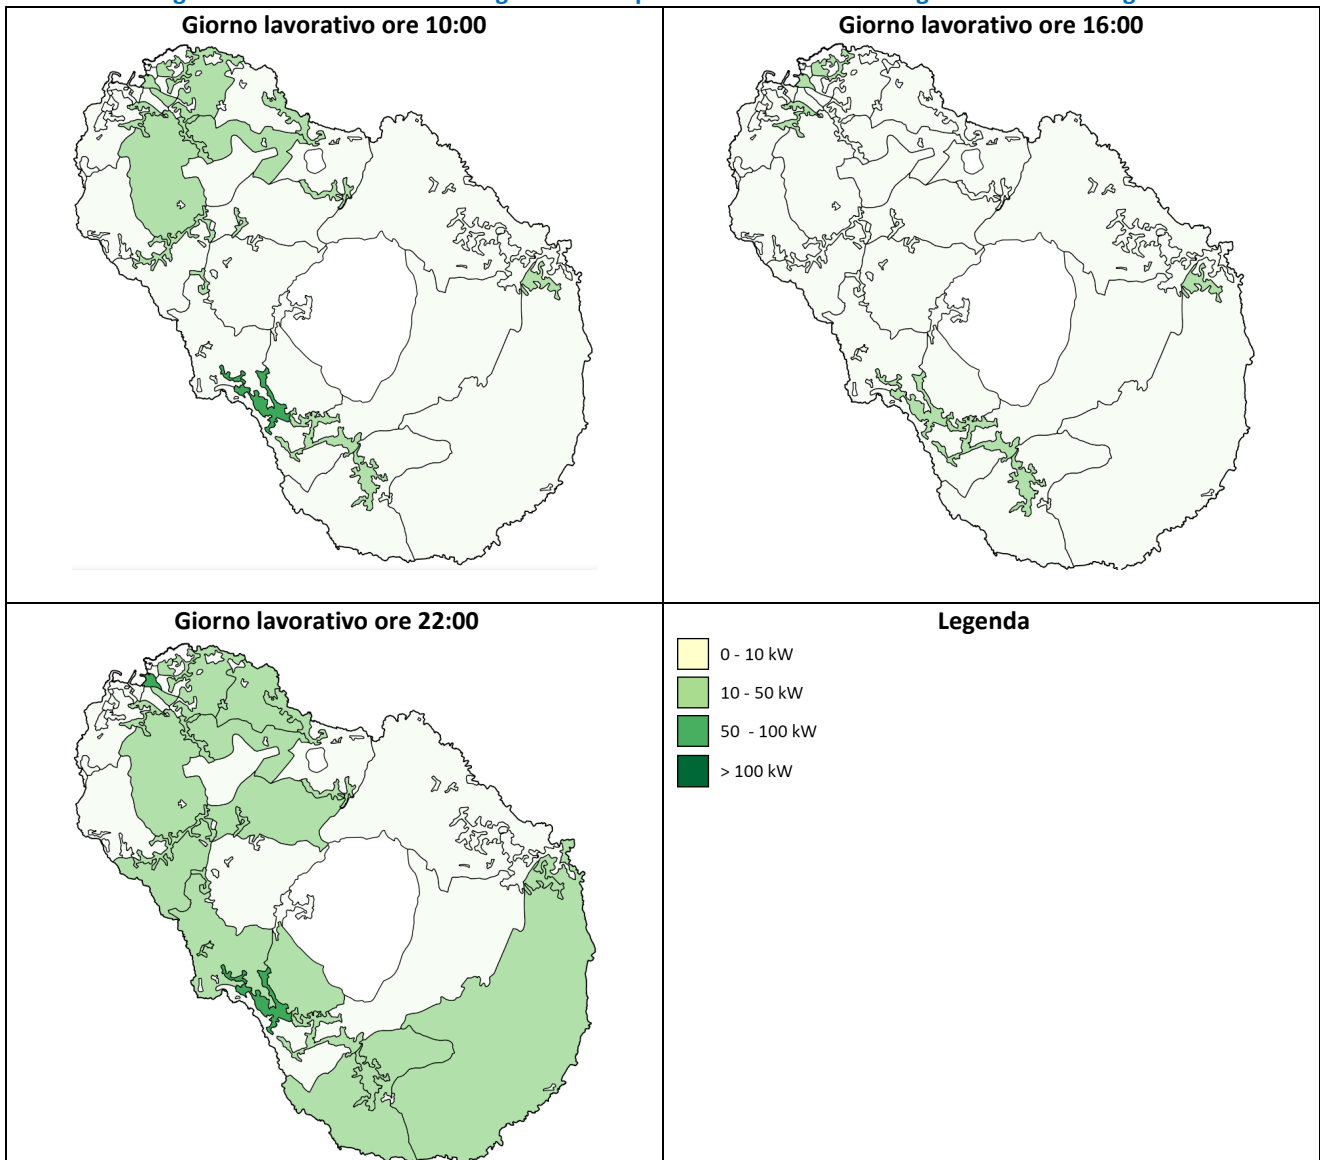 Giorno lavorativo ore 10:00
Giorno lavorativo ore 16:00
Giorno lavorativo ore 22:00
Legenda
0 - 10 kW
10 - 50 kW
50 - 100 kW
> 100 kW